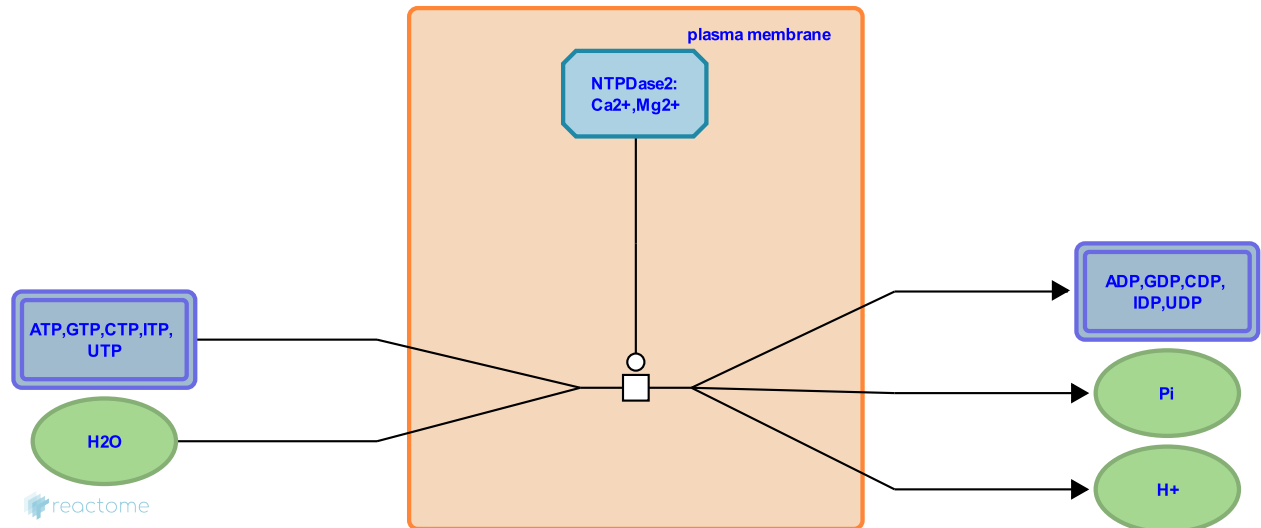 plasma membrane
NTPDase2:
Ca2+,Mg2+
ATP,GTP,CTP,ITP,
UTP
H2O
ADP,GDP,CDP,
IDP,UDP
Pi
H+
reactome